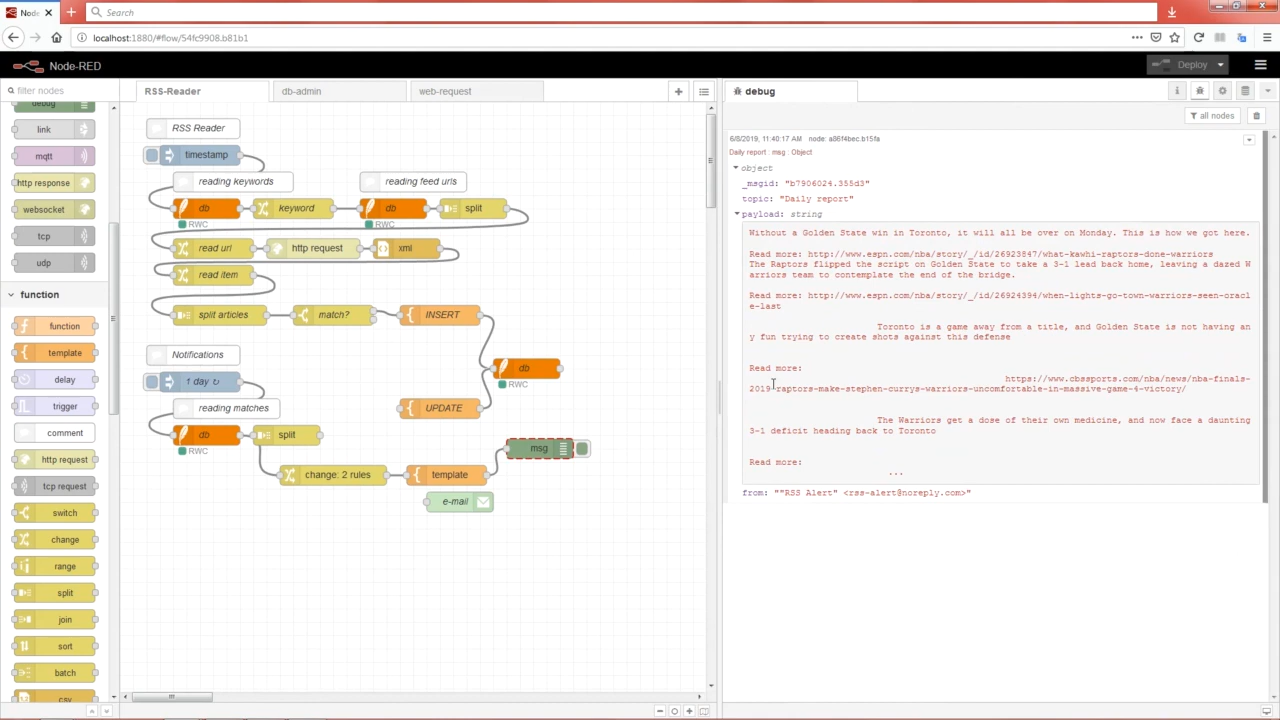 Node
Search
localhost:1880/#flow/54fc9908.b81b1
Node-RED
Deploy
filter nodes
RSS-Reader
db-admin
web-request
debug
all nodes
debug
link
mqtt
http response
websocket
tcp
udp
function
function
template
delay
trigger
comment
http request
tcp request
switch
change
range
split
join
sort
batch
csv
RSS Reader
timestamp
reading keywords
reading feed urls
db
keyword
db
split
RWC
RWC
read url
http request
xml
read item
split articles
match?
INSERT
Notifications
db
RWC
1 day ↻
reading matches
UPDATE
db
split
RWC
msg
change: 2 rules
template
e-mail
6/8/2019, 11:40:17 AM node: a86f4bec.b15fa
Daily report : msg : Object
object
_msgid: "b7906024.355d3"
topic: "Daily report"
payload: string
Without a Golden State win in Toronto, it will all be over on Monday. This is how we got here.
Read more: http://www.espn.com/nba/story/_/id/26923847/what-kawhi-raptors-done-warriors
The Raptors flipped the script on Golden State to take a 3-1 lead back home, leaving a dazed W
arriors team to contemplate the end of the bridge.
Read more: http://www.espn.com/nba/story/_/id/26924394/when-lights-go-town-warriors-seen-oracl
e-last
Toronto is a game away from a title, and Golden State is not having an
y fun trying to create shots against this defense
Read more:
https://www.cbssports.com/nba/news/nba-finals-
2019-raptors-make-stephen-currys-warriors-uncomfortable-in-massive-game-4-victory/
The Warriors get a dose of their own medicine, and now face a daunting
3-1 deficit heading back to Toronto
Read more:
...
from: ""RSS Alert" <rss-alert@noreply.com>"